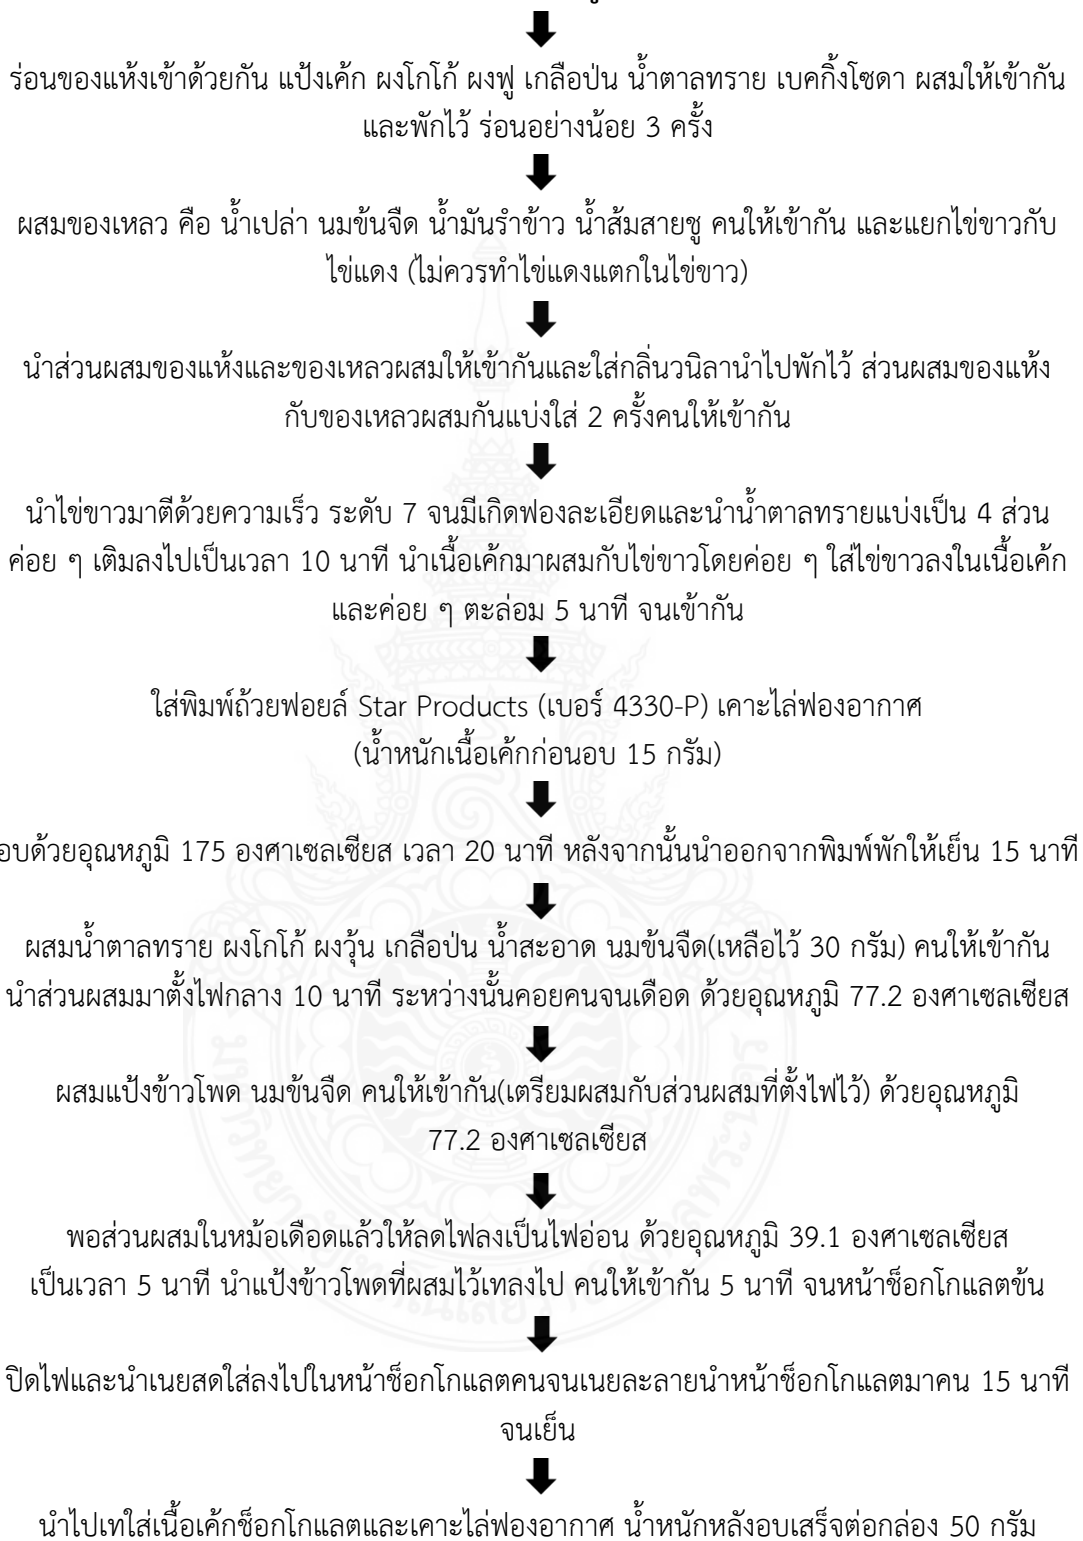 ร่อนของแห้งเข้าด้วยกัน แป้งเค้ก ผงโกโก้ ผงฟู เกลือป่น น้ำตาลทราย เบคกิ้งโซดา ผสมให้เข้ากัน
และพักไว้ ร่อนอย่างน้อย 3 ครั้ง
ผสมของเหลว คือ น้ำเปล่า นมข้นจืด น้ำมันรำข้าว น้ำส้มสายชู คนให้เข้ากัน และแยกไข่ขาวกับ
ไข่แดง (ไม่ควรทำไข่แดงแตกในไข่ขาว)
นำส่วนผสมของแห้งและของเหลวผสมให้เข้ากันและใส่กลิ่นวนิลานำไปพักไว้ ส่วนผสมของแห้ง
กับของเหลวผสมกันแบ่งใส่ 2 ครั้งคนให้เข้ากัน
นำไข่ขาวมาตีด้วยความเร็ว ระดับ 7 จนมีเกิดฟองละเอียดและนำน้ำตาลทรายแบ่งเป็น 4 ส่วน
ค่อย ๆ เติมลงไปเป็นเวลา 10 นาที นำเนื้อเค้กมาผสมกับไข่ขาวโดยค่อย ๆ ใส่ไข่ขาวลงในเนื้อเค้ก
และค่อย ๆ ตะล่อม 5 นาที จนเข้ากัน
ใส่พิมพ์ถ้วยฟอยล์ Star Products (เบอร์ 4330-P) เคาะไล่ฟองอากาศ
(น้ำหนักเนื้อเค้กก่อนอบ 15 กรัม)
อบด้วยอุณหภูมิ 175 องศาเซลเซียส เวลา 20 นาที หลังจากนั้นนำออกจากพิมพ์พักให้เย็น 15 นาที
ผสมน้ำตาลทราย ผงโกโก้ ผงวุ้น เกลือป่น น้ำสะอาด นมข้นจืด(เหลือไว้ 30 กรัม) คนให้เข้ากัน
นำส่วนผสมมาตั้งไฟกลาง 10 นาที ระหว่างนั้นคอยคนจนเดือด ด้วยอุณหภูมิ 77.2 องศาเซลเซียส
ผสมแป้งข้าวโพด นมข้นจืด คนให้เข้ากัน(เตรียมผสมกับส่วนผสมที่ตั้งไฟไว้) ด้วยอุณหภูมิ
77.2 องศาเซลเซียส
พอส่วนผสมในหม้อเดือดแล้วให้ลดไฟลงเป็นไฟอ่อน ด้วยอุณหภูมิ 39.1 องศาเซลเซียส
เป็นเวลา 5 นาที นำแป้งข้าวโพดที่ผสมไว้เทลงไป คนให้เข้ากัน 5 นาที จนหน้าช็อกโกแลตข้น
ปิดไฟและนำเนยสดใส่ลงไปในหน้าช็อกโกแลตคนจนเนยละลายนำหน้าช็อกโกแลตมาคน 15 นาที
จนเย็น
นำไปเทใส่เนื้อเค้กช็อกโกแลตและเคาะไล่ฟองอากาศ น้ำหนักหลังอบเสร็จต่อกล่อง 50 กรัม